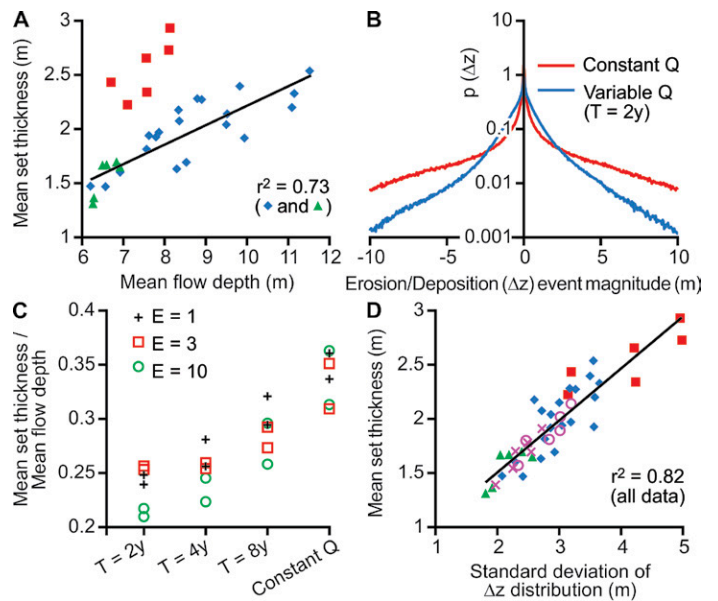 A
Mean set thickness (m)
3
2.5
2
1.5
1
6 7 8 9 10 11 12
Mean flow depth (m)
r² = 0.73
(◆ and ▲)
B
p (Δz)
10
1
0.1
0.01
0.001
-10 -5 0 5 10
Erosion/Deposition (Δz) event magnitude (m)
Constant Q
Variable Q
(T = 2y)
C
Mean set thickness /
Mean flow depth
0.4
0.35
0.3
0.25
0.2
E = 1
E = 3
E = 10
T = 2y
T = 4y
T = 8y
Constant Q
D
Mean set thickness (m)
3
2.5
2
1.5
1
1 2 3 4 5
r² = 0.82
(all data)
Standard deviation of
Δz distribution (m)